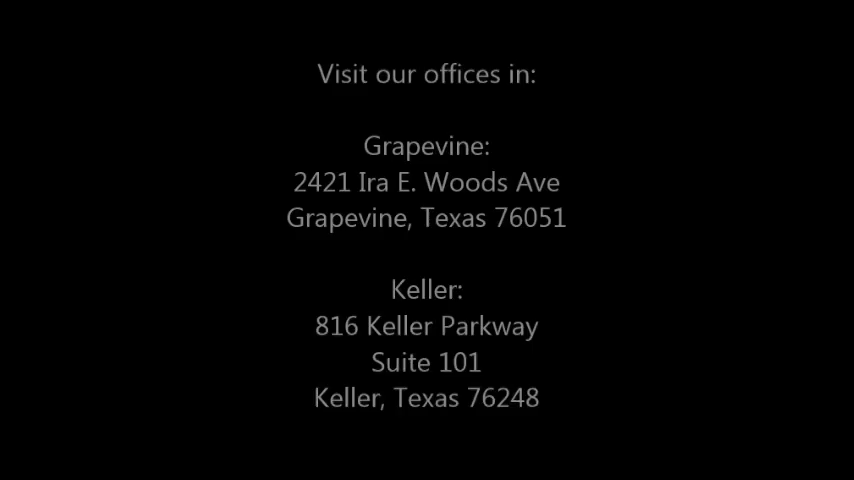 Visit our offices in:
Grapevine:
2421 Ira E. Woods Ave
Grapevine, Texas 76051
Keller:
816 Keller Parkway
Suite 101
Keller, Texas 76248